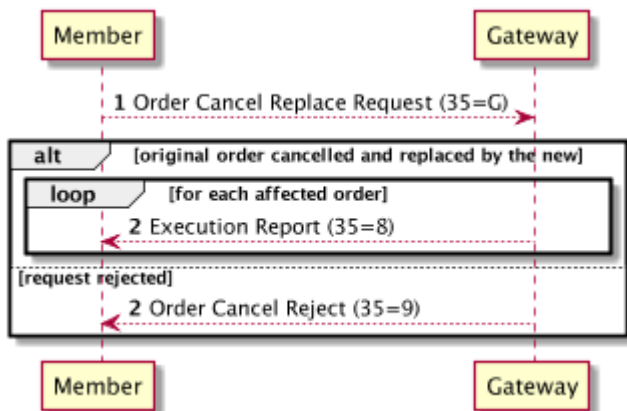 Member Gateway
1 Order Cancel Replace Request (35=G)
alt [original order cancelled and replaced by the new]
loop [for each affected order]
2 Execution Report (35=8)
[request rejected]
2 Order Cancel Reject (35=9)
Member Gateway